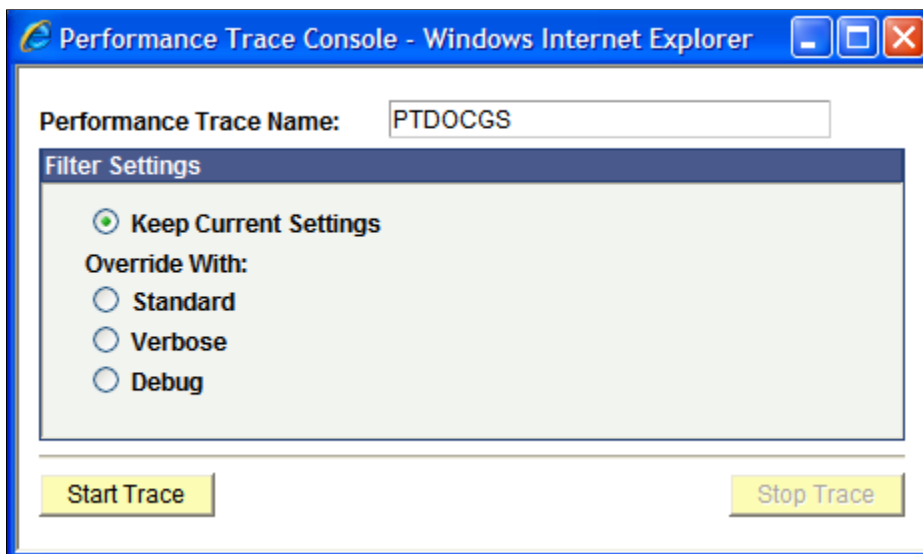 Performance Trace Console - Windows Internet Explorer
Performance Trace Name: PTDOCGS
Filter Settings
Keep Current Settings
Override With:
Standard
Verbose
Debug
Start Trace Stop Trace